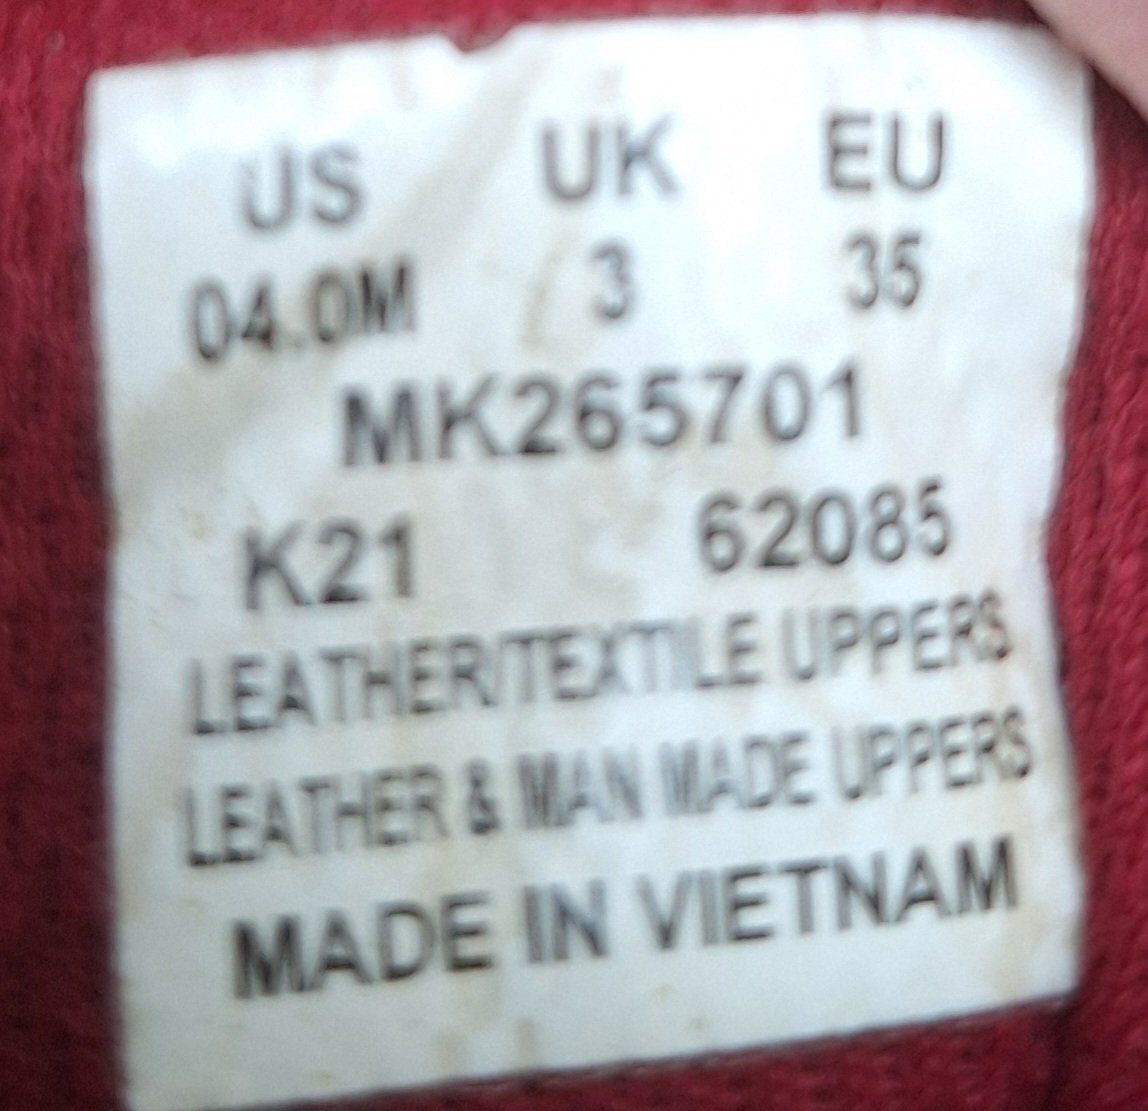 US UK EU
04.0M 3 35
MK265701
K21 62085
LEATHER/TEXTILE UPPERS
LEATHER & MAN MADE UPPERS
MADE IN VIETNAM